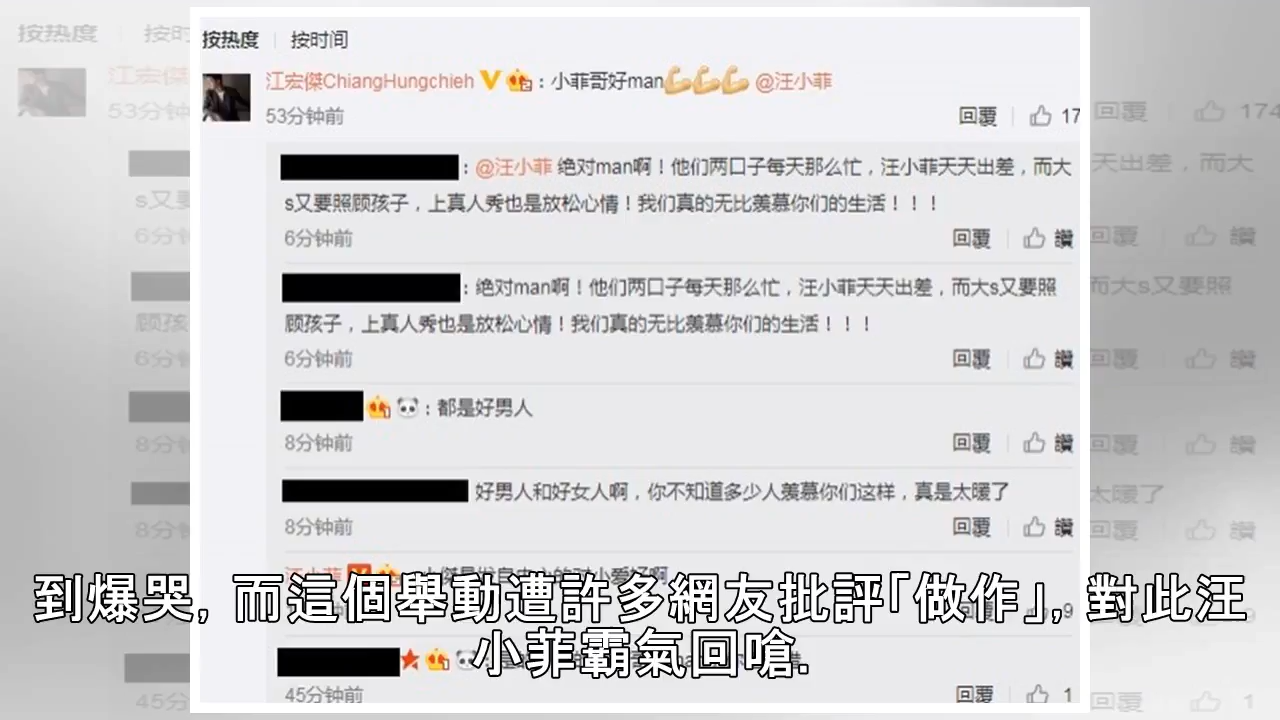 按热度 按时间
江宏傑ChiangHungchieh : 小菲哥好man @汪小菲
53分钟前 回覆 17
: @汪小菲 绝对man啊！他们两口子每天那么忙，汪小菲天天出差，而大
s又要照顾孩子，上真人秀也是放松心情！我们真的无比羡慕你们的生活！！！
6分钟前 回覆 讚
: 绝对man啊！他们两口子每天那么忙，汪小菲天天出差，而大s又要照
顾孩子，上真人秀也是放松心情！我们真的无比羡慕你们的生活！！！
6分钟前 回覆 讚
: 都是好男人
8分钟前 回覆 讚
好男人和好女人啊，你不知道多少人羡慕你们这样，真是太暖了
8分钟前 回覆 讚
汪小菲
到爆哭, 而這個舉動遭許多網友批評「做作」, 對此汪
小菲霸氣回嗆.
45分钟前 回覆 1